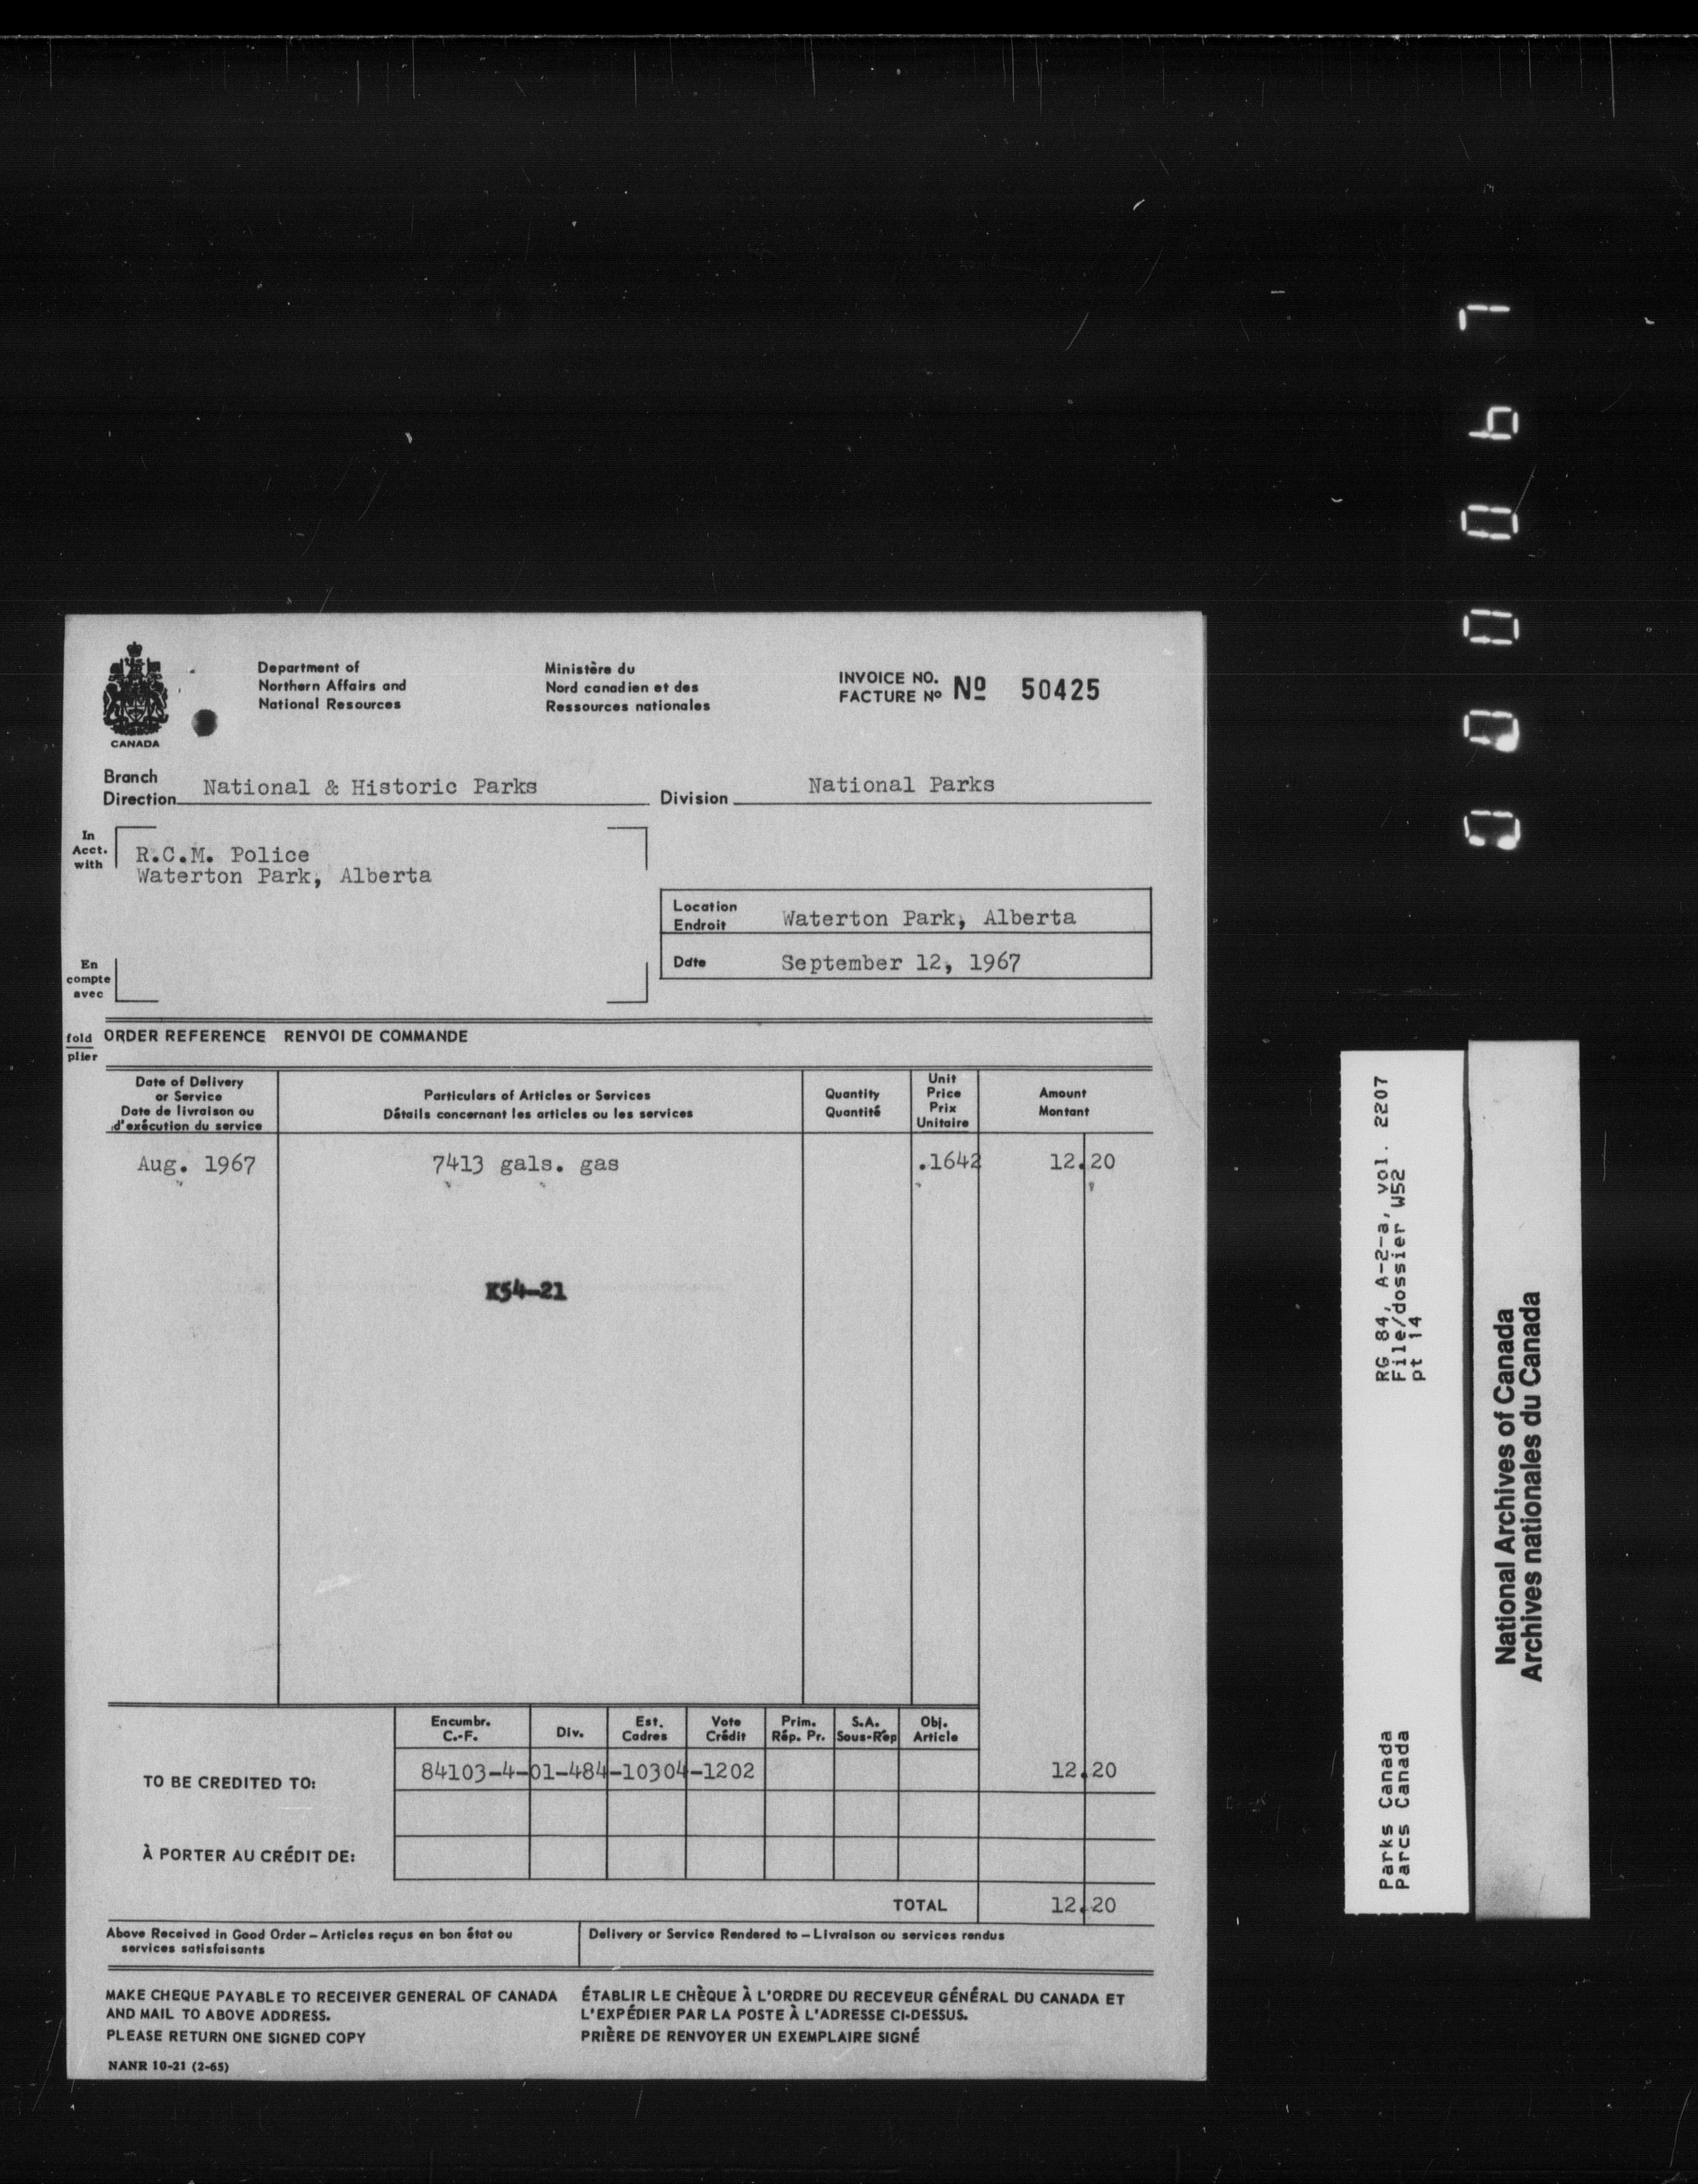 Department of
Northern Affairs and
National Resources
Ministère du
Nord canadien et des
Ressources nationales
INVOICE NO.
FACTURE Nº
Nº 50425
CANADA
Branch
Direction National & Historic Parks
Division National Parks
In
Acct.
with
R.C.M. Police
Waterton Park, Alberta
Location
Endroit
Waterton Park, Alberta
En
compte
avec
Date September 12, 1967
fold
plier
ORDER REFERENCE RENVOI DE COMMANDE
Date of Delivery
or Service
Date de livraison ou
d'exécution du service
Particulars of Articles or Services
Détails concernant les articles ou les services
Quantity
Quantité
Unit
Price
Prix
Unitaire
Amount
Montant
Aug. 1967 7413 gals. gas .1642 12.20
K54-21
Encumbr.
C.-F.
Div.
Est.
Cadres
Vote
Crédit
Prim.
Rép. Pr.
S.A.
Sous-Rép
Obj.
Article
TO BE CREDITED TO: 84103-4-01-484-10304-1202 12.20
À PORTER AU CRÉDIT DE:
TOTAL 12.20
Above Received in Good Order – Articles reçus en bon état ou
services satisfaisants
Delivery or Service Rendered to – Livraison ou services rendus
MAKE CHEQUE PAYABLE TO RECEIVER GENERAL OF CANADA
AND MAIL TO ABOVE ADDRESS.
PLEASE RETURN ONE SIGNED COPY
ÉTABLIR LE CHÈQUE À L'ORDRE DU RECEVEUR GÉNÉRAL DU CANADA ET
L'EXPÉDIER PAR LA POSTE À L'ADRESSE CI-DESSUS.
PRIÈRE DE RENVOYER UN EXEMPLAIRE SIGNÉ
NANR 10-21 (2-65)
Parks Canada
Parcs Canada
RG 84, A-2-a, vol. 2207
File/dossier W52
pt 14
National Archives of Canada
Archives nationales du Canada